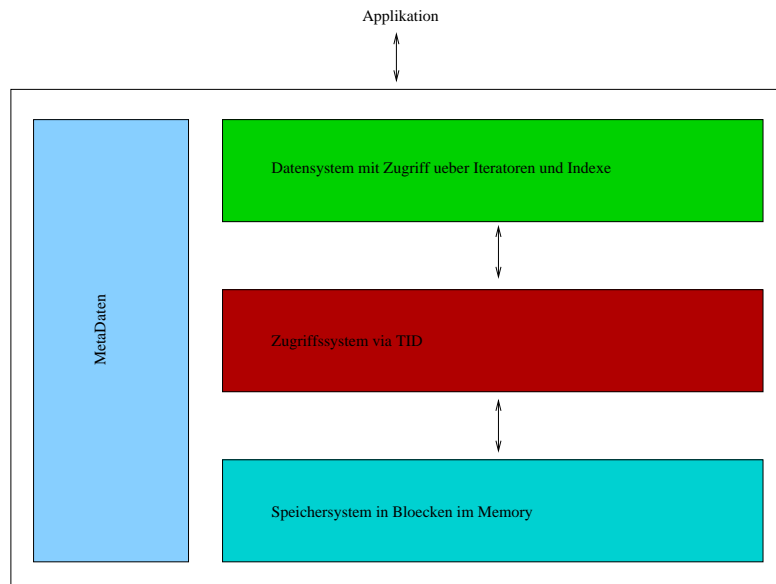 Applikation
Datensystem mit Zugriff ueber Iteratoren und Indexe
MetaDaten
Zugriffssystem via TID
Speichersystem in Bloecken im Memory